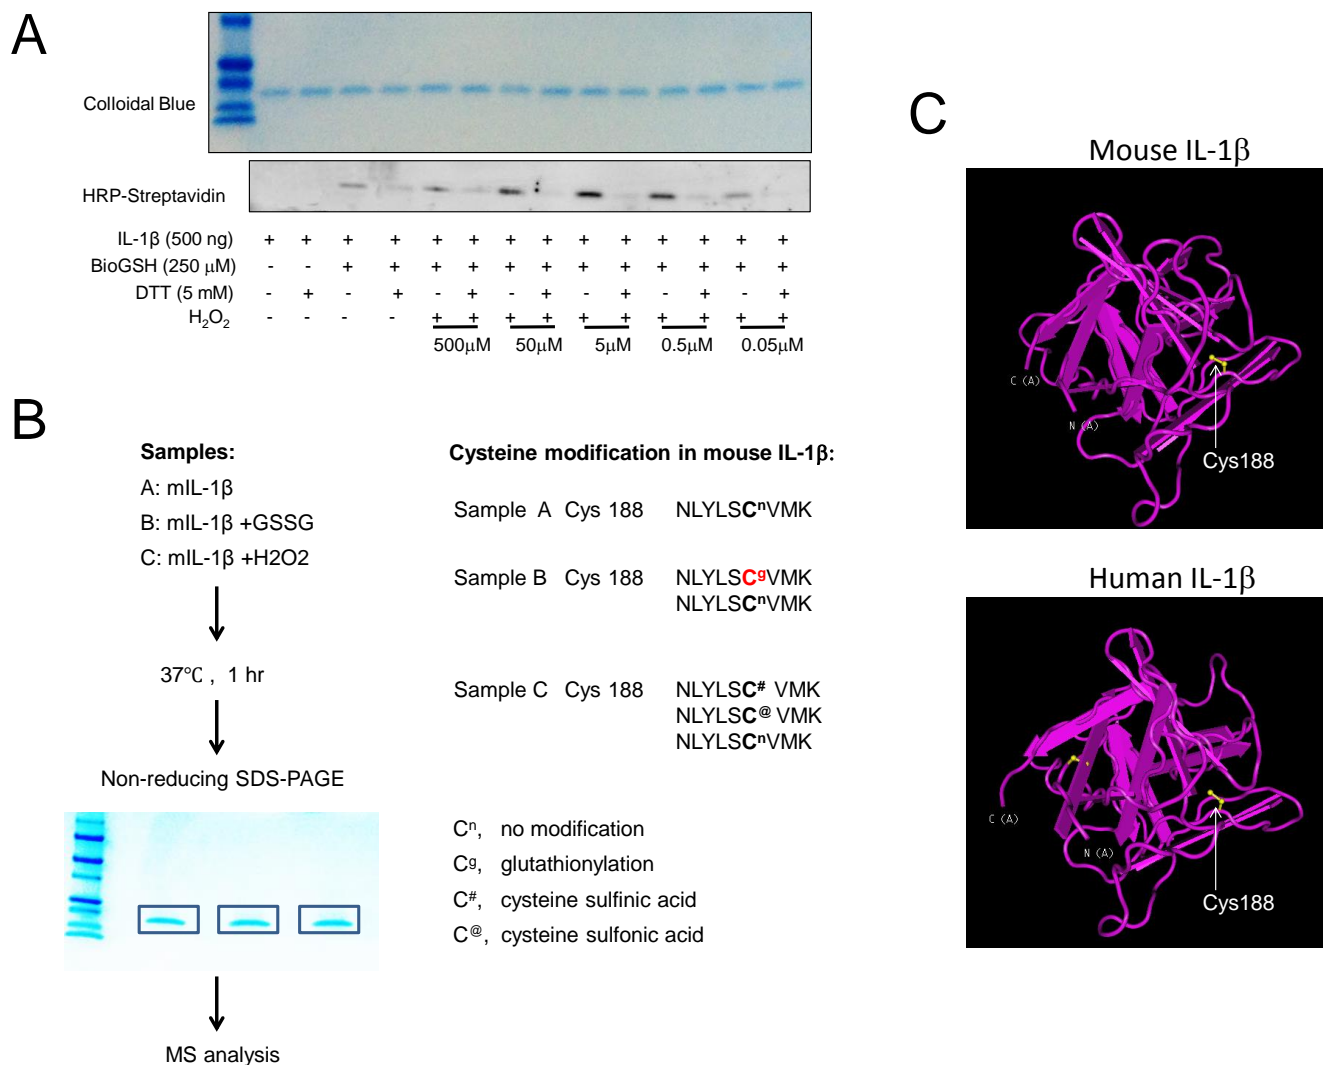 A
Colloidal Blue
HRP-Streptavidin
IL-1β (500 ng) + + + + + + + + + + + + + +
BioGSH (250 μM) - - + + + + + + + + + + + +
DTT (5 mM) - + - + - + - + - + - + - +
H₂O₂ - - - - + + + + + + + + + +
500μM 50μM 5μM 0.5μM 0.05μM
B
Samples:
A: mIL-1β
B: mIL-1β +GSSG
C: mIL-1β +H2O2
37℃ , 1 hr
Non-reducing SDS-PAGE
MS analysis
Cysteine modification in mouse IL-1β:
Sample A Cys 188 NLYLSCⁿVMK
Sample B Cys 188 NLYLSCᵍVMK
NLYLSCⁿVMK
Sample C Cys 188 NLYLSC# VMK
NLYLSC@ VMK
NLYLSCⁿVMK
Cⁿ, no modification
Cᵍ, glutathionylation
C#, cysteine sulfinic acid
C@, cysteine sulfonic acid
C
Mouse IL-1β
C (A)
N (A)
Cys188
Human IL-1β
C (A)
N (A)
Cys188